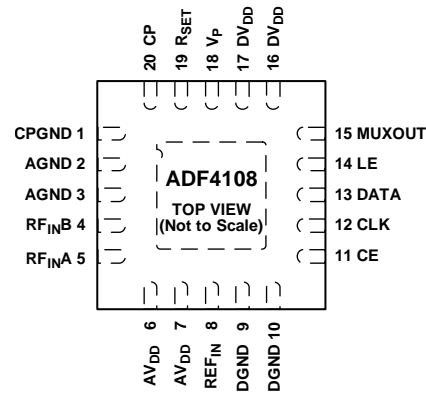 20 CP
19 RSET
18 VP
17 DVDD
16 DVDD
CPGND 1
AGND 2
AGND 3
RFINB 4
RFINA 5
ADF4108
TOP VIEW
(Not to Scale)
15 MUXOUT
14 LE
13 DATA
12 CLK
11 CE
AVDD 6
AVDD 7
REFIN 8
DGND 9
DGND 10